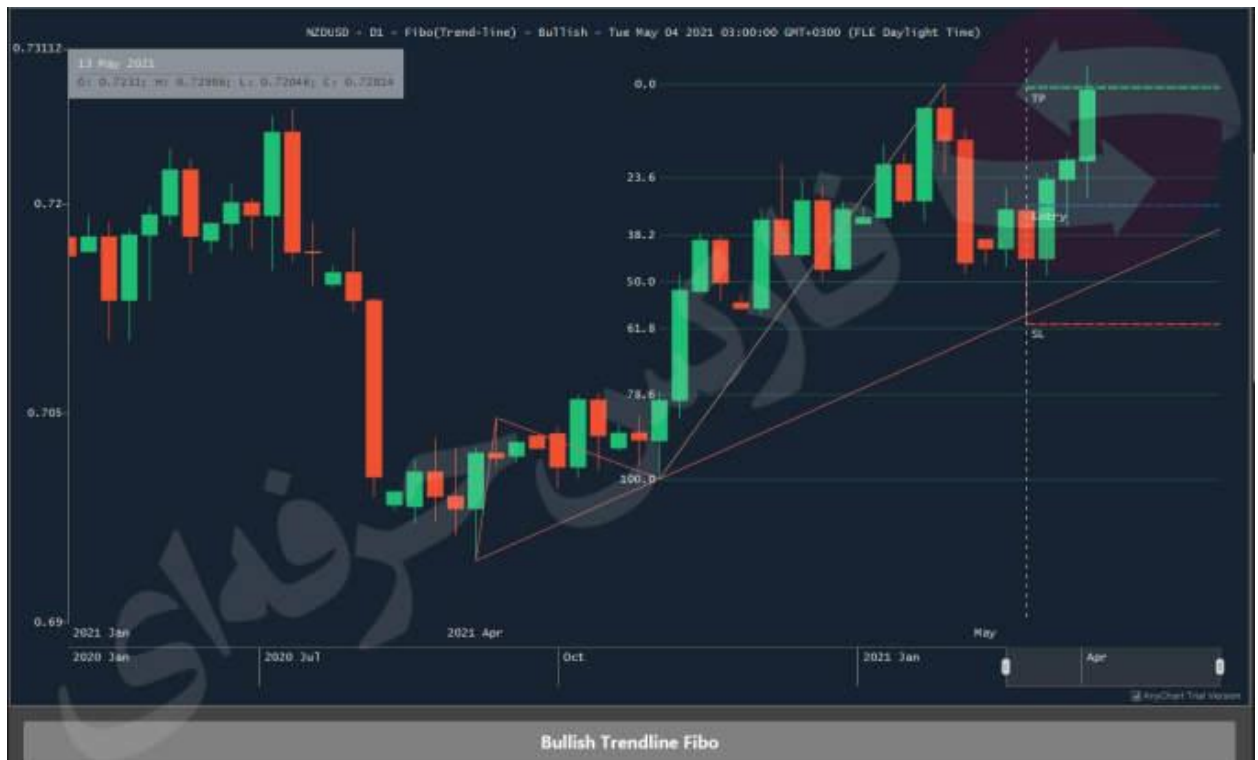 NZDUSD - D1 - Fibo(Trend-line) - Bullish - Tue May 04 2021 03:00:00 GMT+0300 (FLE Daylight Time)
0.73112
13 May 2021
0.0
TP
23.6
0.72
Entry
38.2
50.0
61.8
SL
78.6
0.705
100.0
فارسی حرفه‌ای
0.69
2021 Jan 2021 Apr May
2020 Jan 2020 Jul Oct 2021 Jan Apr
AnyChart Trial Version
Bullish Trendline Fibo